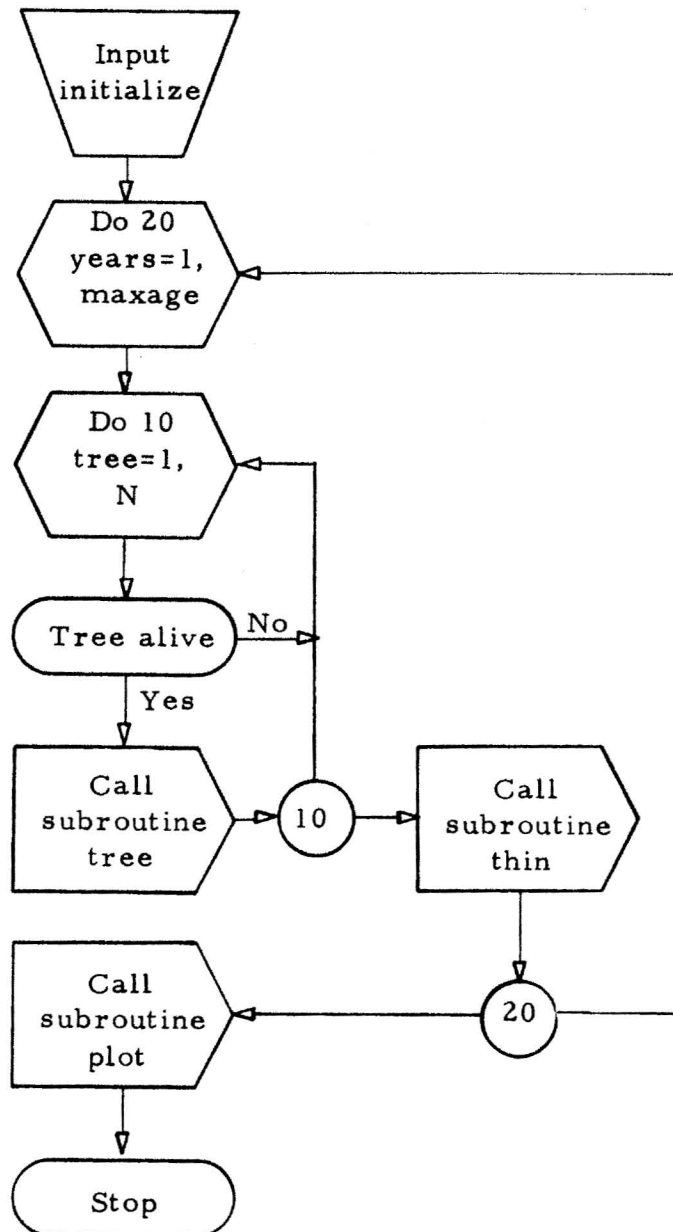 Input
initialize
Do 20
years=1,
maxage
Do 10
tree=1,
N
Tree alive
No
Yes
Call
subroutine
tree
10
Call
subroutine
thin
Call
subroutine
plot
20
Stop